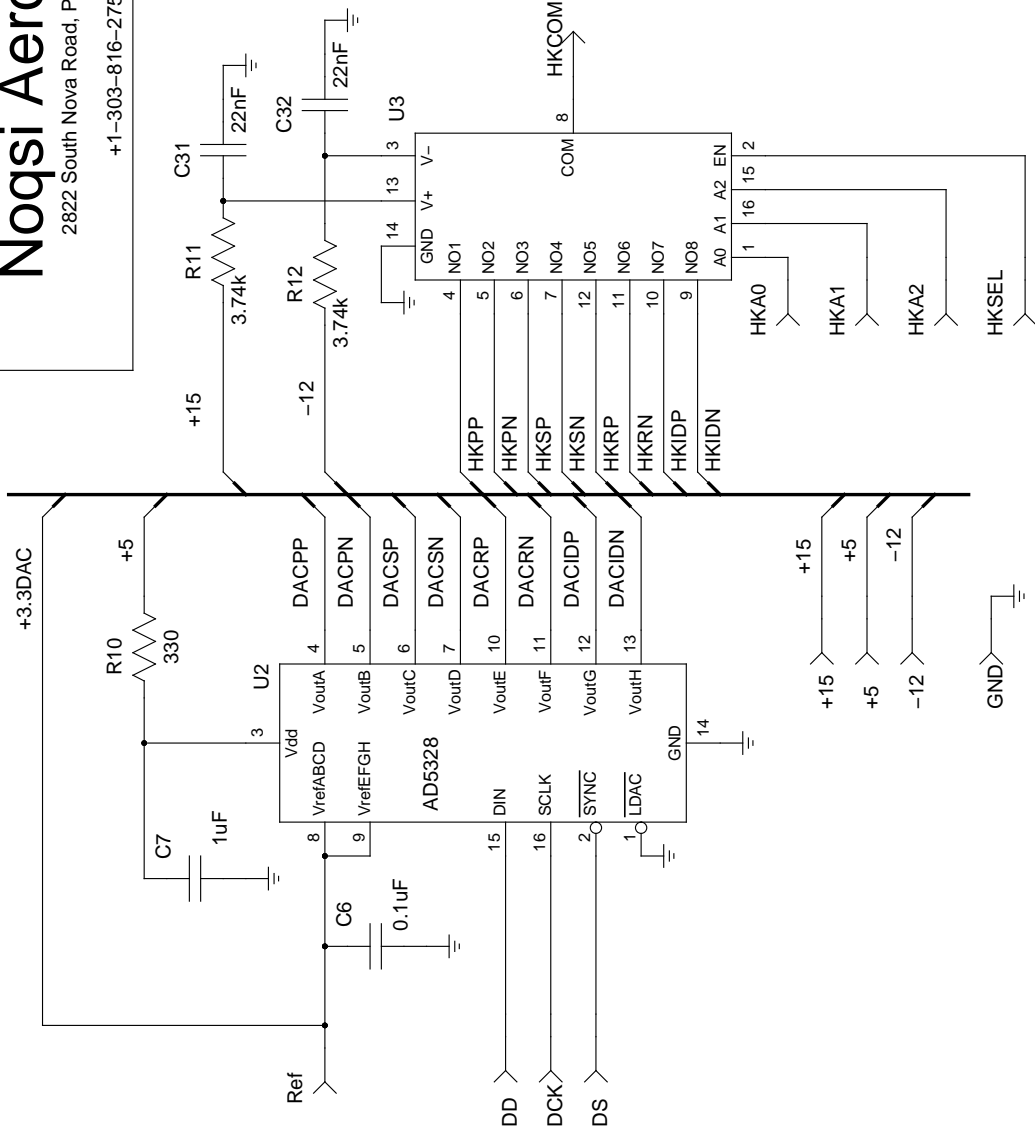 Noqsi Aero
2822 South Nova Road, P
+1–303–816–275
C31
22nF
C32
22nF
R11
3.74k
R12
3.74k
+15
–12
U3
3
V–
13
V+
14
GND
COM
8
HKCOM
4
NO1
5
NO2
6
NO3
7
NO4
12
NO5
11
NO6
10
NO7
9
NO8
A0
1
A1
16
A2
15
EN
2
HKPP
HKPN
HKSP
HKSN
HKRP
HKRN
HKIDP
HKIDN
HKA0
HKA1
HKA2
HKSEL
+3.3DAC
+5
R10
330
C7
1uF
C6
0.1uF
Ref
U2
AD5328
3
Vdd
8
VrefABCD
9
VrefEFGH
15
DIN
16
SCLK
2
SYNC
1
LDAC
GND
14
VoutA
4
VoutB
5
VoutC
6
VoutD
7
VoutE
10
VoutF
11
VoutG
12
VoutH
13
DACPP
DACPN
DACSP
DACSN
DACRP
DACRN
DACIDP
DACIDN
DD
DCK
DS
+15
+15
+5
+5
–12
–12
GND